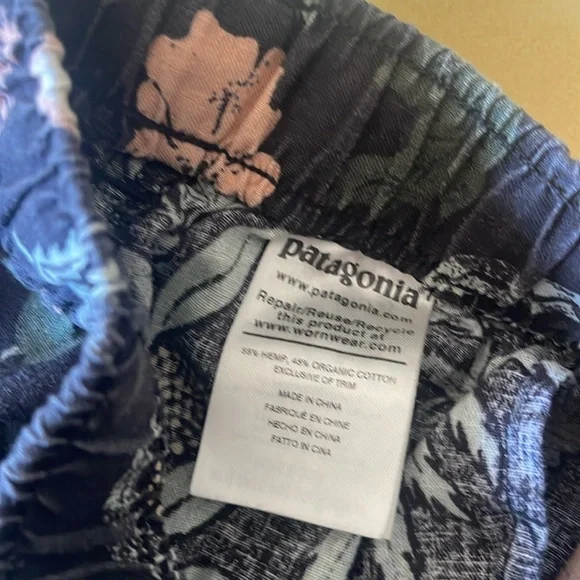 patagonia
www.patagonia.com
Repair/Reuse/Recycle
this product at
www.wornwear.com
55% HEMP, 45% ORGANIC COTTON
EXCLUSIVE OF TRIM
MADE IN CHINA
FABRIQUÉ EN CHINE
HECHO EN CHINA
FATTO IN CINA